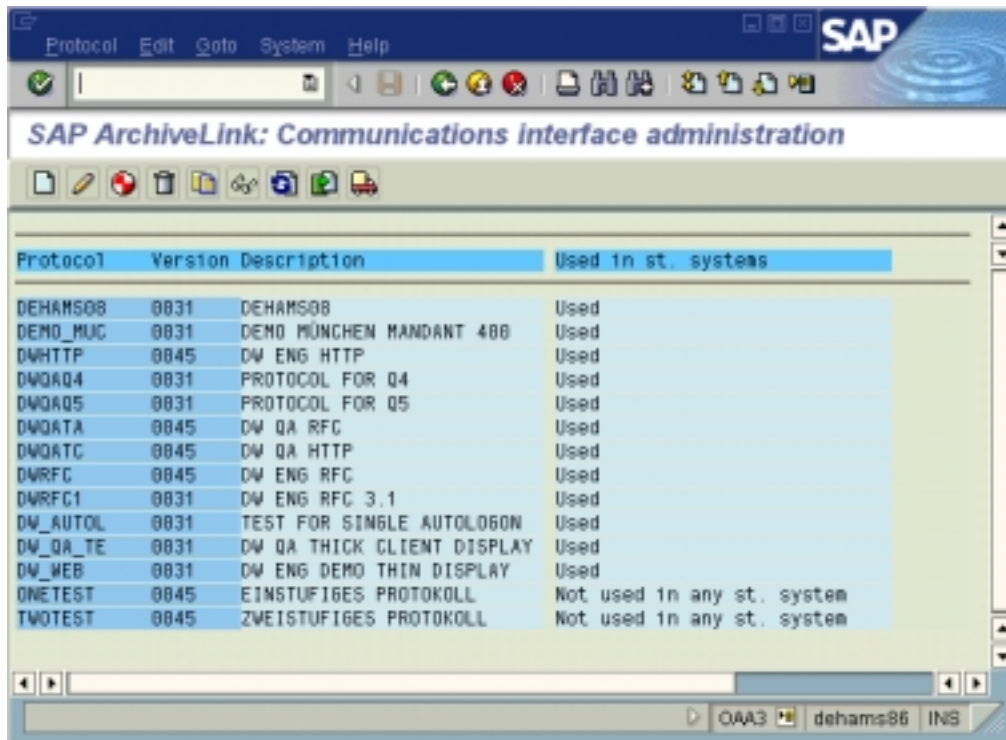 Protocol Edit Goto System Help
SAP
SAP ArchiveLink: Communications interface administration
Protocol Version Description Used in st. systems
DEHAMS08 0031 DEHAMS08 Used
DEMO_MUC 0031 DEMO MÜNCHEN MANDANT 400 Used
DWHTTP 0045 DW ENG HTTP Used
DWQAQ4 0031 PROTOCOL FOR Q4 Used
DWQAQ5 0031 PROTOCOL FOR Q5 Used
DWQATA 0045 DW QA RFC Used
DWQATC 0045 DW QA HTTP Used
DWRFC 0045 DW ENG RFC Used
DWRFC1 0031 DW ENG RFC 3.1 Used
DW_AUTOL 0031 TEST FOR SINGLE AUTOLOGON Used
DW_QA_TE 0031 DW QA THICK CLIENT DISPLAY Used
DW_WEB 0031 DW ENG DEMO THIN DISPLAY Used
ONETEST 0045 EINSTUFIGES PROTOKOLL Not used in any st. system
TWOTEST 0045 ZWEISTUFIGES PROTOKOLL Not used in any st. system
OAA3 dehams86 INS